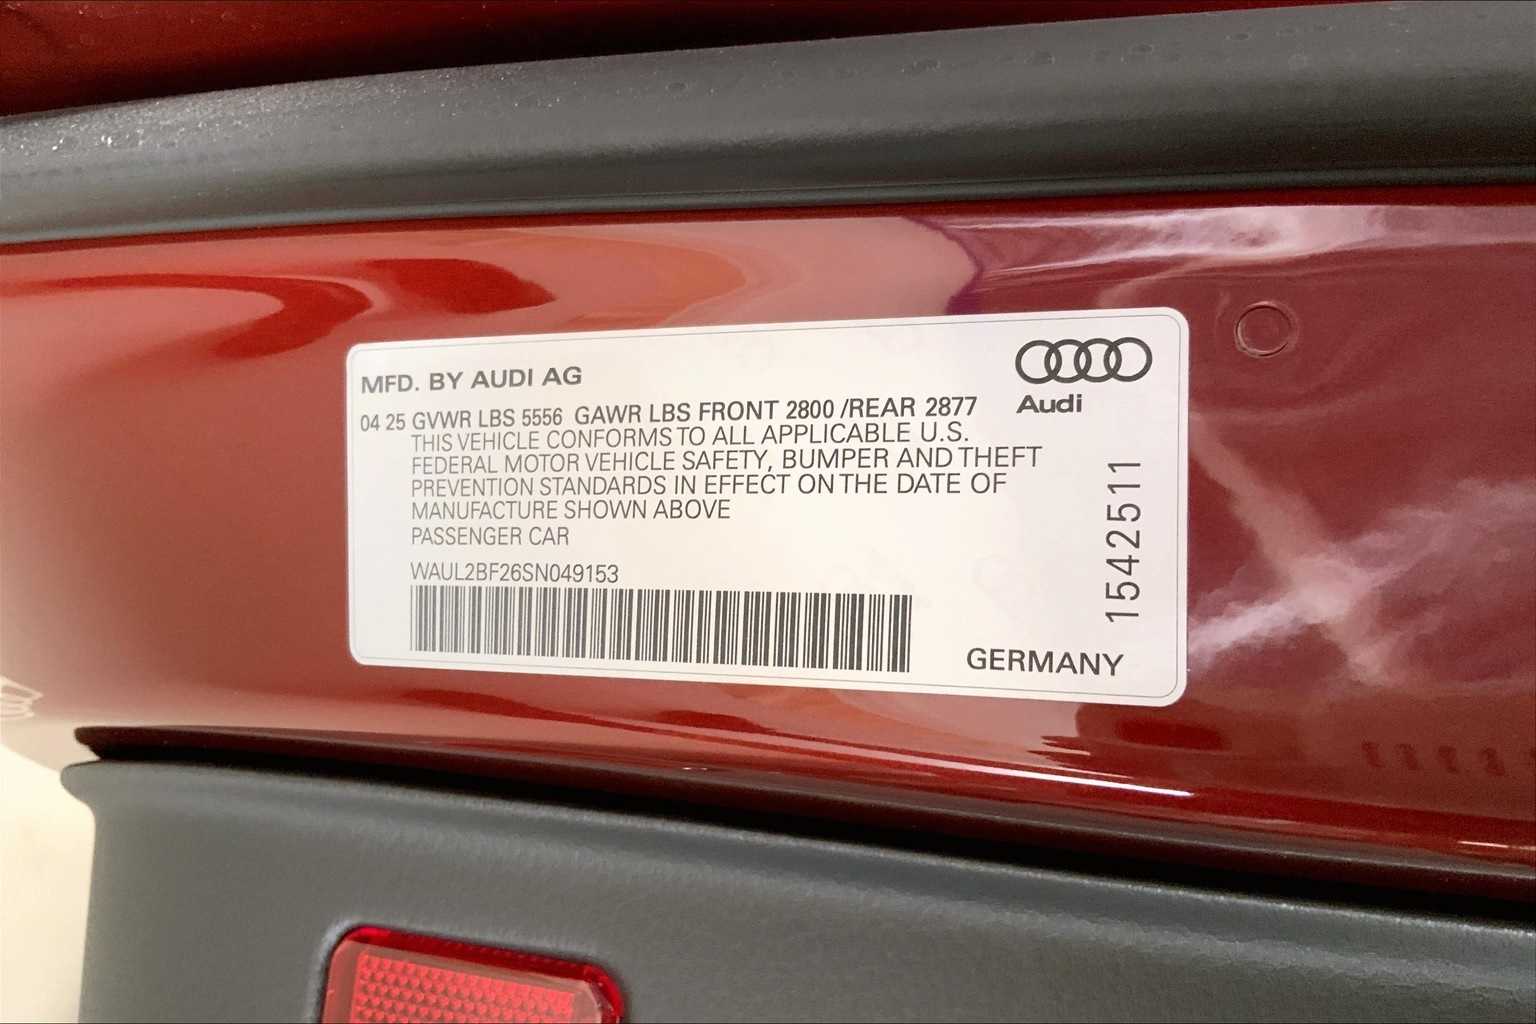 MFD. BY AUDI AG
Audi
04 25 GVWR LBS 5556 GAWR LBS FRONT 2800 /REAR 2877
THIS VEHICLE CONFORMS TO ALL APPLICABLE U.S.
FEDERAL MOTOR VEHICLE SAFETY, BUMPER AND THEFT
PREVENTION STANDARDS IN EFFECT ON THE DATE OF
MANUFACTURE SHOWN ABOVE
PASSENGER CAR
WAUL2BF26SN049153
1542511
GERMANY